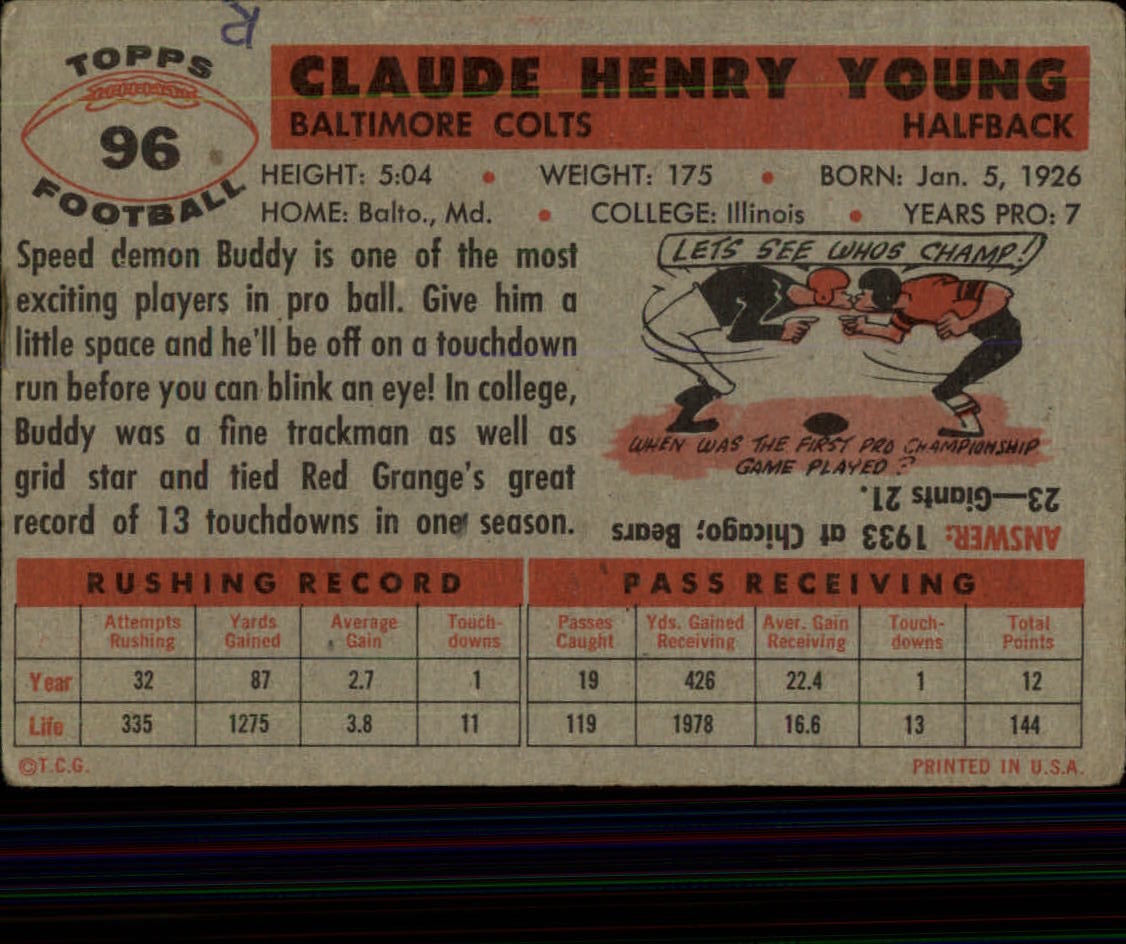 R
TOPPS
96
FOOTBALL
CLAUDE HENRY YOUNG
BALTIMORE COLTS HALFBACK
HEIGHT: 5:04 • WEIGHT: 175 • BORN: Jan. 5, 1926
HOME: Balto., Md. • COLLEGE: Illinois • YEARS PRO: 7
Speed demon Buddy is one of the most
exciting players in pro ball. Give him a
little space and he'll be off on a touchdown
run before you can blink an eye! In college,
Buddy was a fine trackman as well as
grid star and tied Red Grange's great
record of 13 touchdowns in one season.
LETS SEE WHOS CHAMP!
WHEN WAS THE FIRST PRO CHAMPIONSHIP
GAME PLAYED?
ANSWER: 1933 at Chicago; Bears
23—Giants 21.
RUSHING RECORD PASS RECEIVING
Attempts Rushing Yards Gained Average Gain Touch-downs Passes Caught Yds. Gained Receiving Aver. Gain Receiving Touch-downs Total Points
Year 32 87 2.7 1 19 426 22.4 1 12
Life 335 1275 3.8 11 119 1978 16.6 13 144
©T.C.G. PRINTED IN U.S.A.